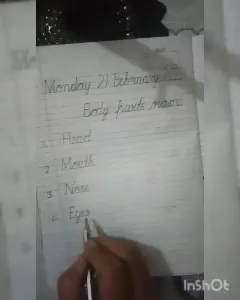 Monday 21 February
Body parts name
1. Head
2. Mouth
3. Nose
4. Eyes
InShOt